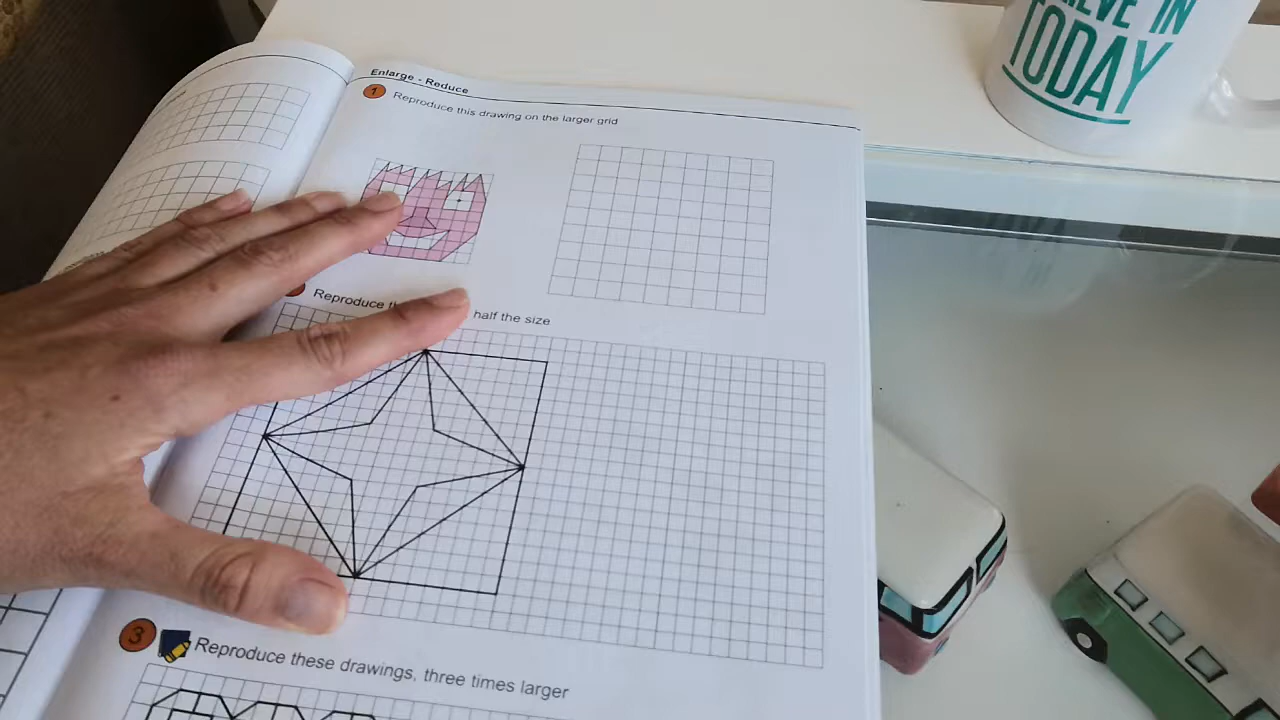 Enlarge - Reduce
1 Reproduce this drawing on the larger grid
Reproduce half the size
3 Reproduce these drawings, three times larger
IN
TODAY